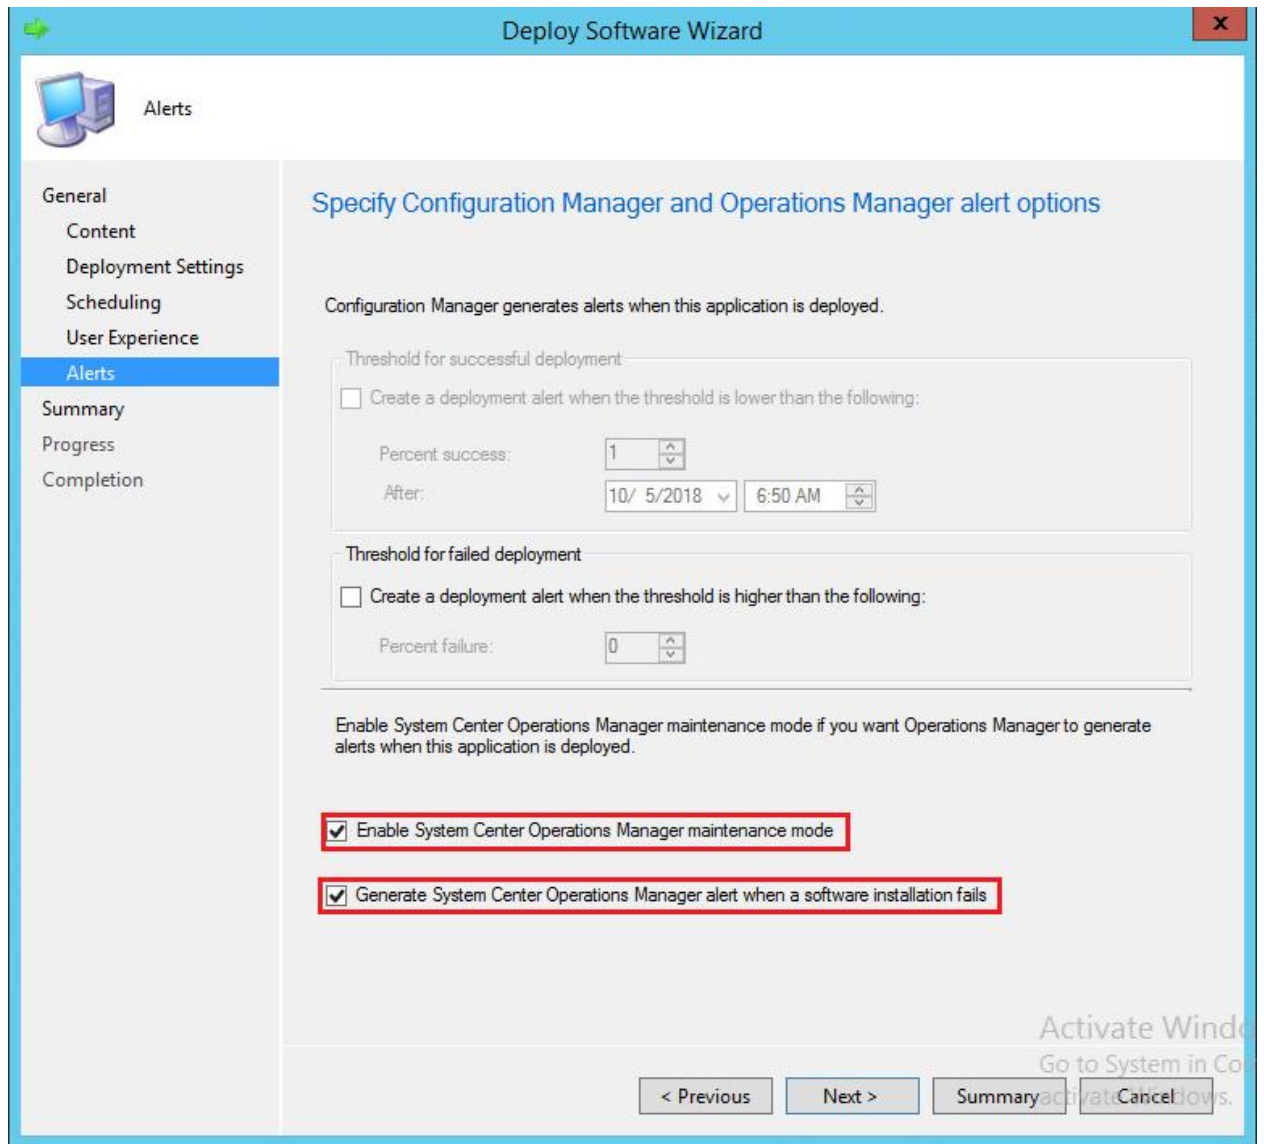 Deploy Software Wizard
x
Alerts
General
Content
Deployment Settings
Scheduling
User Experience
Alerts
Summary
Progress
Completion
Specify Configuration Manager and Operations Manager alert options
Configuration Manager generates alerts when this application is deployed.
Threshold for successful deployment
Create a deployment alert when the threshold is lower than the following:
Percent success: 1
After: 10/ 5/2018 6:50 AM
Threshold for failed deployment
Create a deployment alert when the threshold is higher than the following:
Percent failure: 0
Enable System Center Operations Manager maintenance mode if you want Operations Manager to generate
alerts when this application is deployed.
Enable System Center Operations Manager maintenance mode
Generate System Center Operations Manager alert when a software installation fails
Activate Windo
Go to System in Co
activate Windows.
< Previous Next > Summary Cancel